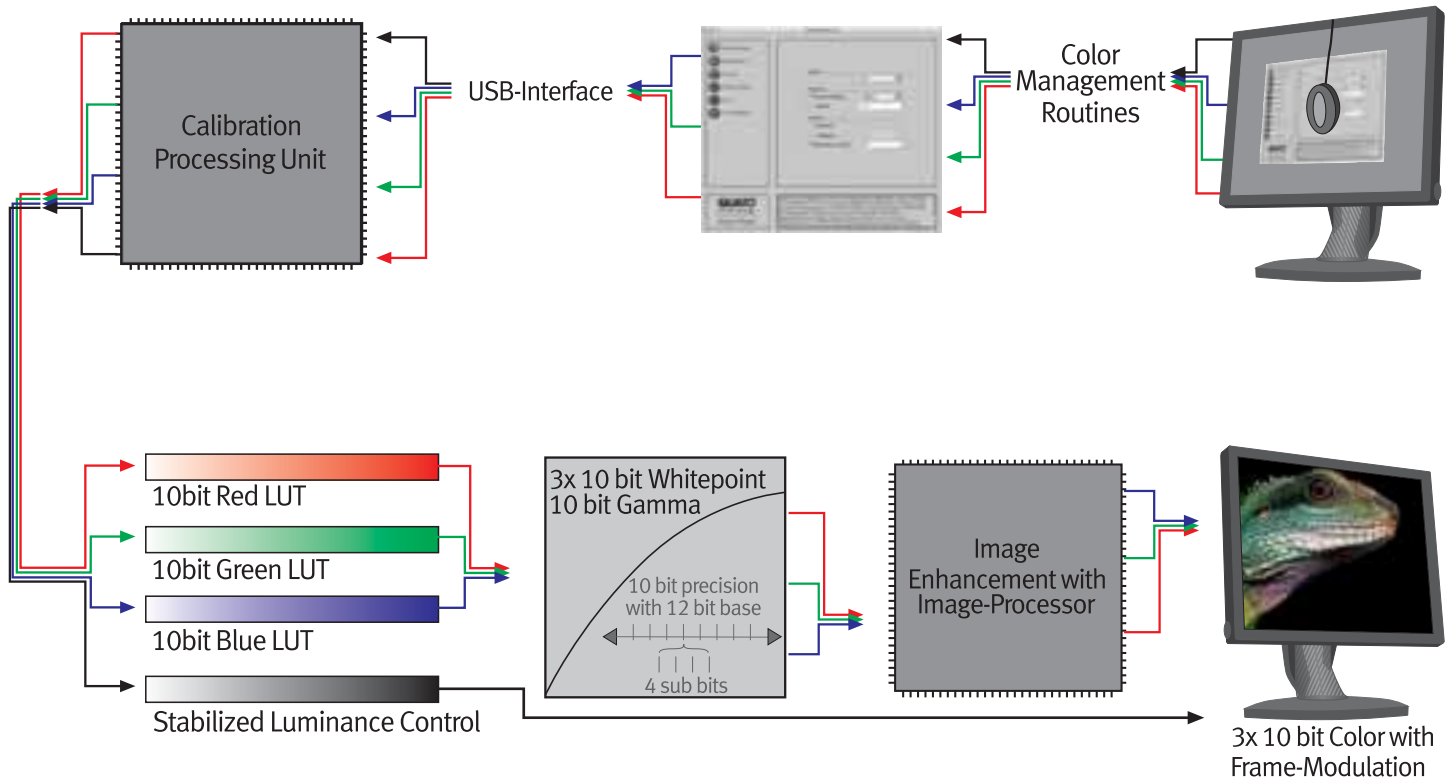 Calibration
Processing Unit
USB-Interface
Color
Management
Routines
10bit Red LUT
10bit Green LUT
10bit Blue LUT
Stabilized Luminance Control
3x 10 bit Whitepoint
10 bit Gamma
10 bit precision
with 12 bit base
4 sub bits
Image
Enhancement with
Image-Processor
3x 10 bit Color with
Frame-Modulation